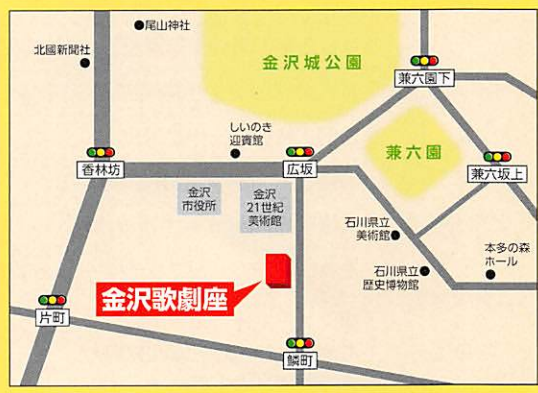 尾山神社
北國新聞社
金沢城公園
兼六園下
しいのき
迎賓館
兼六園
香林坊
広坂
兼六坂上
金沢
市役所
金沢
21世紀
美術館
石川県立
美術館
本多の森
ホール
石川県立
歴史博物館
金沢歌劇座
片町
鱗町